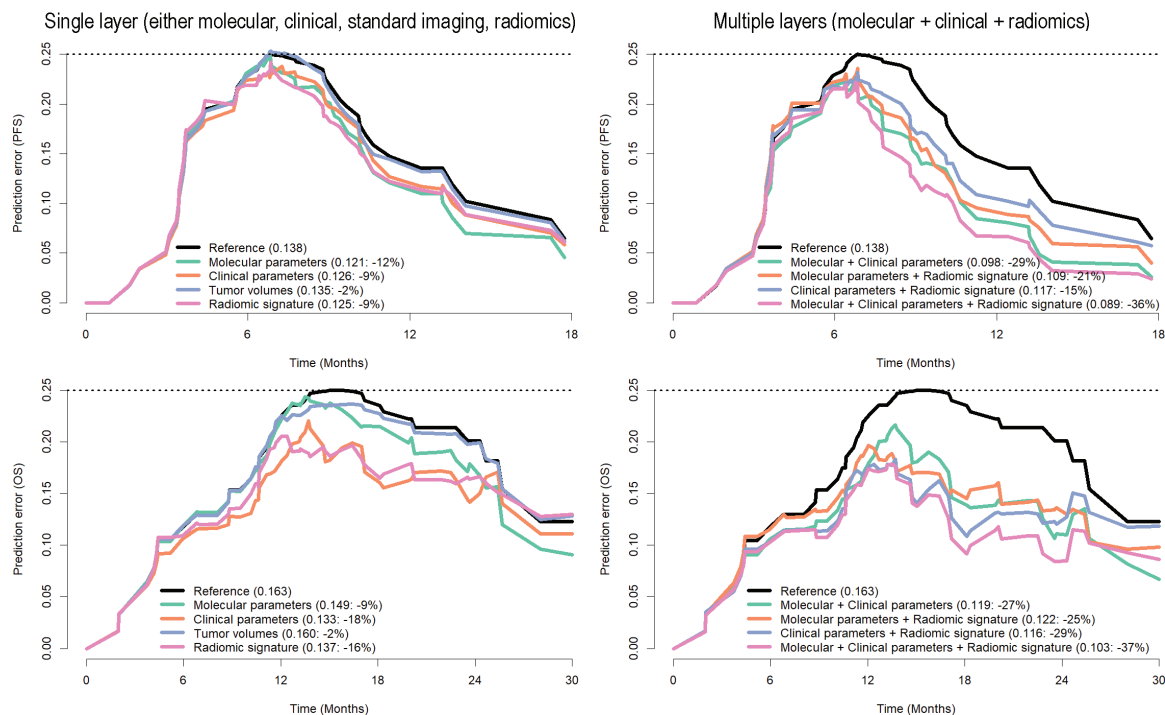 Single layer (either molecular, clinical, standard imaging, radiomics)
Multiple layers (molecular + clinical + radiomics)
Prediction error (PFS)
0.25
0.20
0.15
0.10
0.05
0.00
Reference (0.138)
Molecular parameters (0.121: -12%)
Clinical parameters (0.126: -9%)
Tumor volumes (0.135: -2%)
Radiomic signature (0.125: -9%)
0 6 12 18
Time (Months)
Prediction error (PFS)
0.25
0.20
0.15
0.10
0.05
0.00
Reference (0.138)
Molecular + Clinical parameters (0.098: -29%)
Molecular parameters + Radiomic signature (0.109: -21%)
Clinical parameters + Radiomic signature (0.117: -15%)
Molecular + Clinical parameters + Radiomic signature (0.089: -36%)
0 6 12 18
Time (Months)
Prediction error (OS)
0.25
0.20
0.15
0.10
0.05
0.00
Reference (0.163)
Molecular parameters (0.149: -9%)
Clinical parameters (0.133: -18%)
Tumor volumes (0.160: -2%)
Radiomic signature (0.137: -16%)
0 6 12 18 24 30
Time (Months)
Prediction error (OS)
0.25
0.20
0.15
0.10
0.05
0.00
Reference (0.163)
Molecular + Clinical parameters (0.119: -27%)
Molecular parameters + Radiomic signature (0.122: -25%)
Clinical parameters + Radiomic signature (0.116: -29%)
Molecular + Clinical parameters + Radiomic signature (0.103: -37%)
0 6 12 18 24 30
Time (Months)